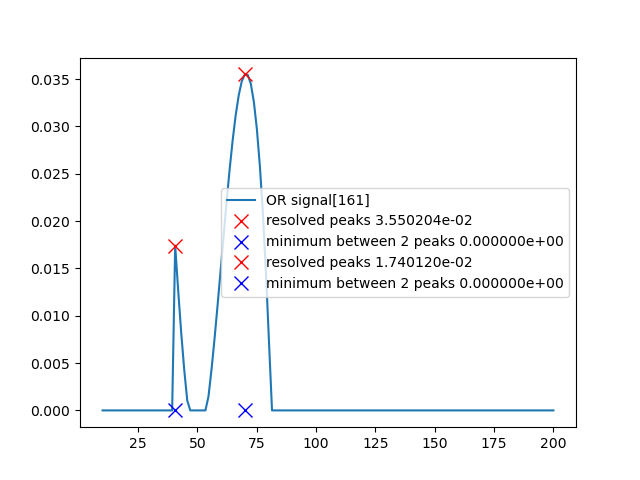 0.035
0.030
0.025
0.020
0.015
0.010
0.005
0.000
OR signal[161]
resolved peaks 3.550204e-02
minimum between 2 peaks 0.000000e+00
resolved peaks 1.740120e-02
minimum between 2 peaks 0.000000e+00
25 50 75 100 125 150 175 200